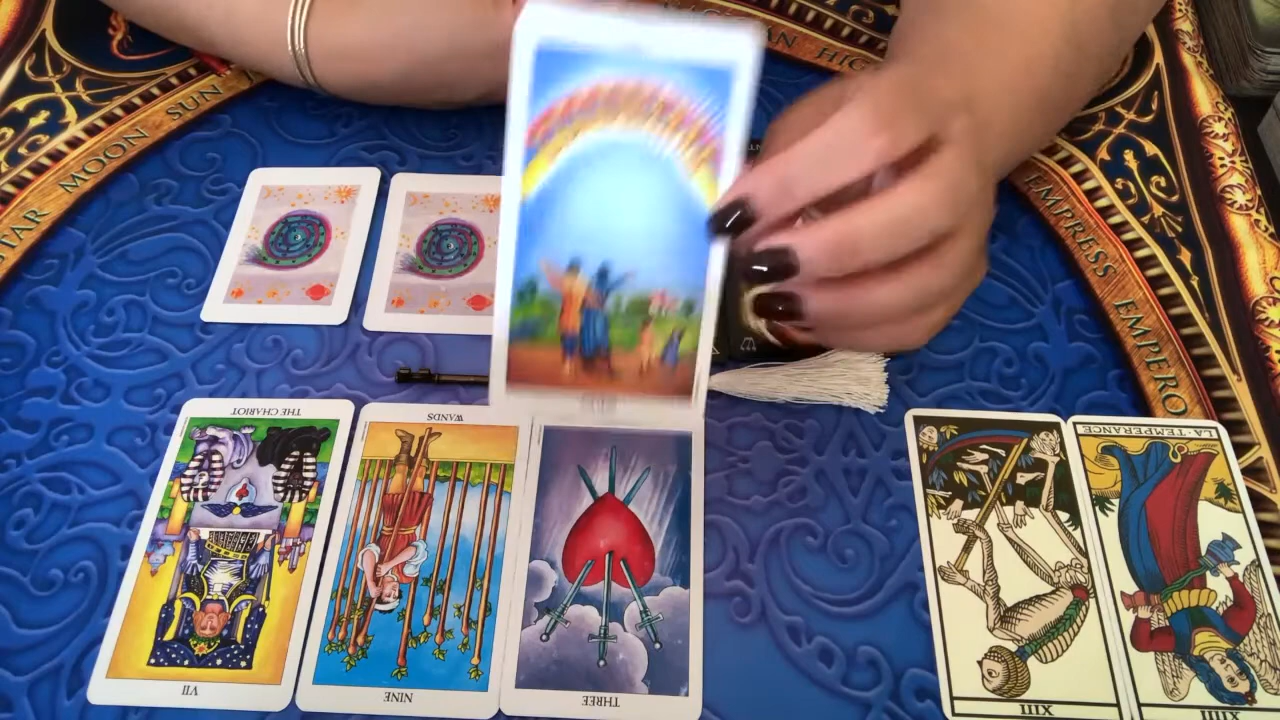 STAR
MOON
SUN
EMPRESS
EMPERO
THE CHARIOT
WANDS
LA·TEMPERANCE
VII
NINE
THREE
XIII
XIIII